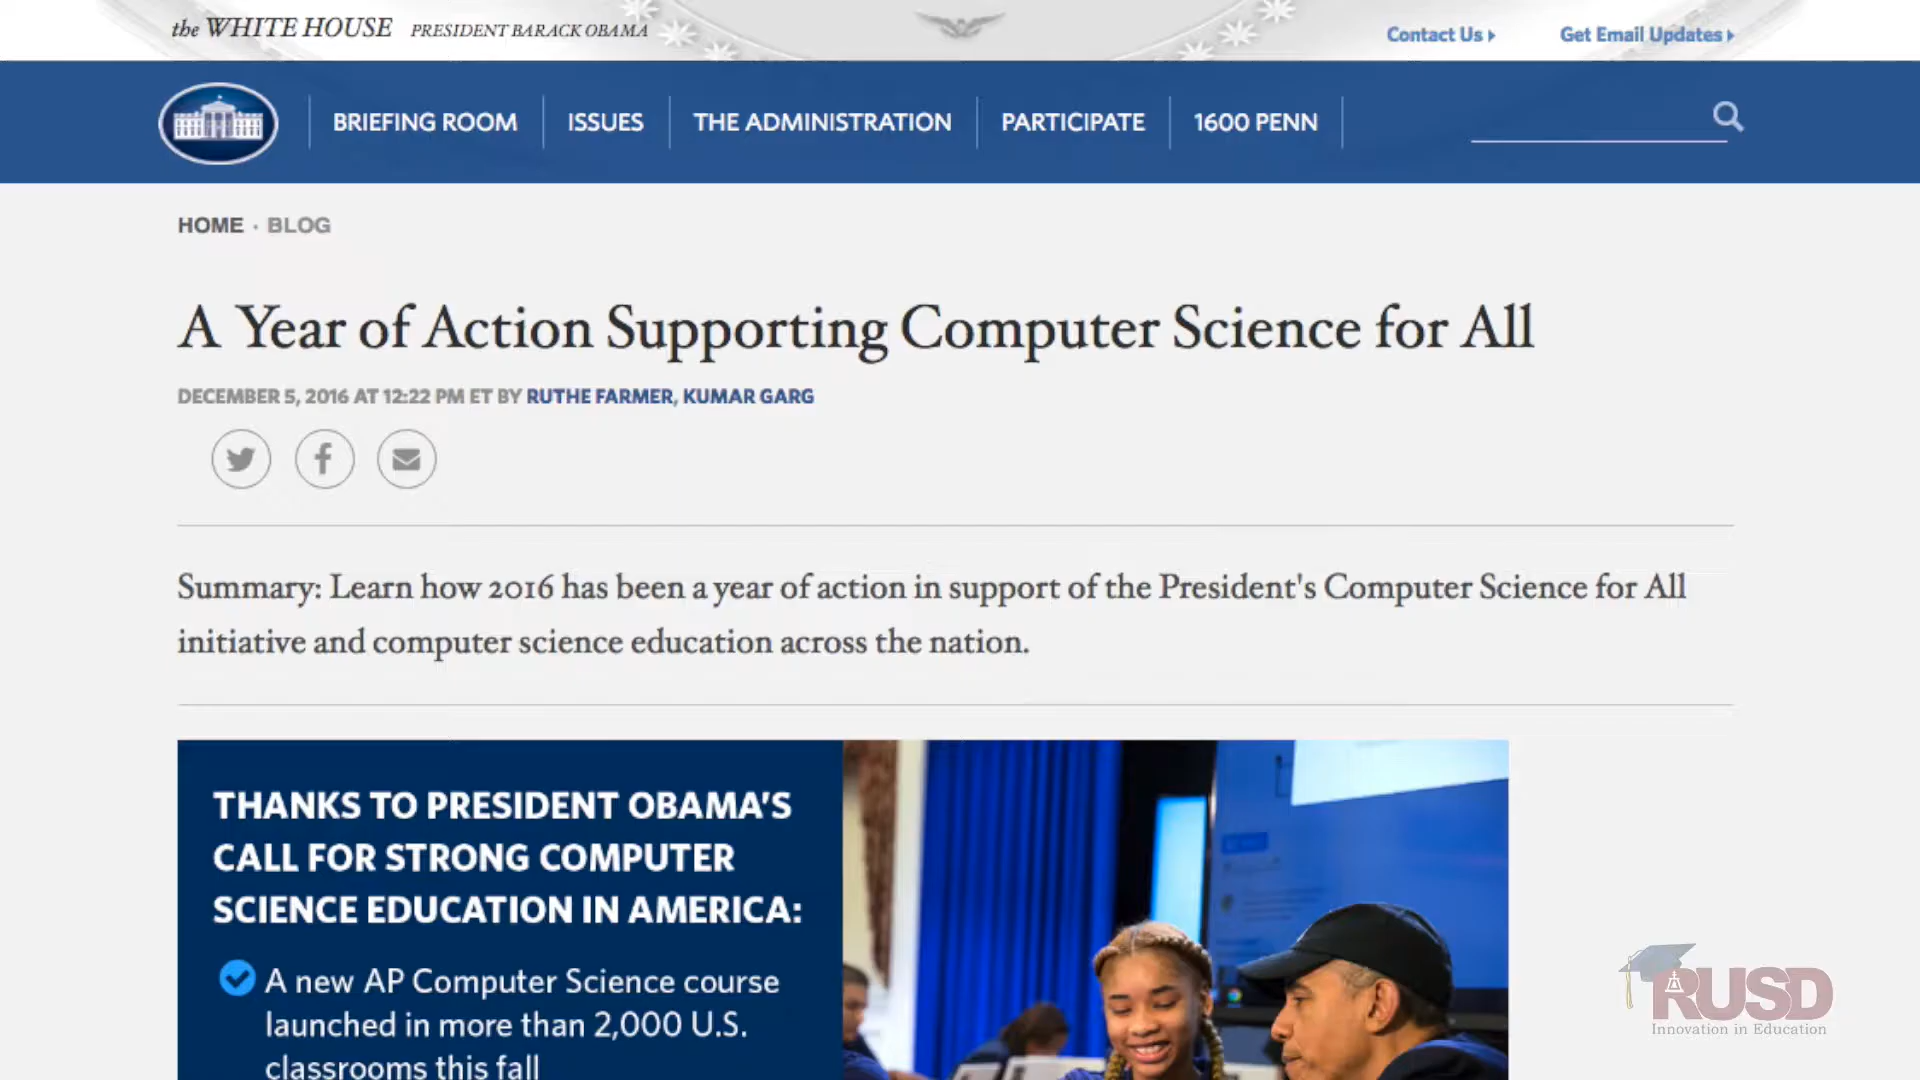 the WHITE HOUSE PRESIDENT BARACK OBAMA
Contact Us
Get Email Updates
BRIEFING ROOM
ISSUES
THE ADMINISTRATION
PARTICIPATE
1600 PENN
HOME · BLOG
A Year of Action Supporting Computer Science for All
DECEMBER 5, 2016 AT 12:22 PM ET BY RUTHE FARMER, KUMAR GARG
Summary: Learn how 2016 has been a year of action in support of the President's Computer Science for All
initiative and computer science education across the nation.
THANKS TO PRESIDENT OBAMA'S
CALL FOR STRONG COMPUTER
SCIENCE EDUCATION IN AMERICA:
A new AP Computer Science course
launched in more than 2,000 U.S.
classrooms this fall
RUSD
Innovation in Education